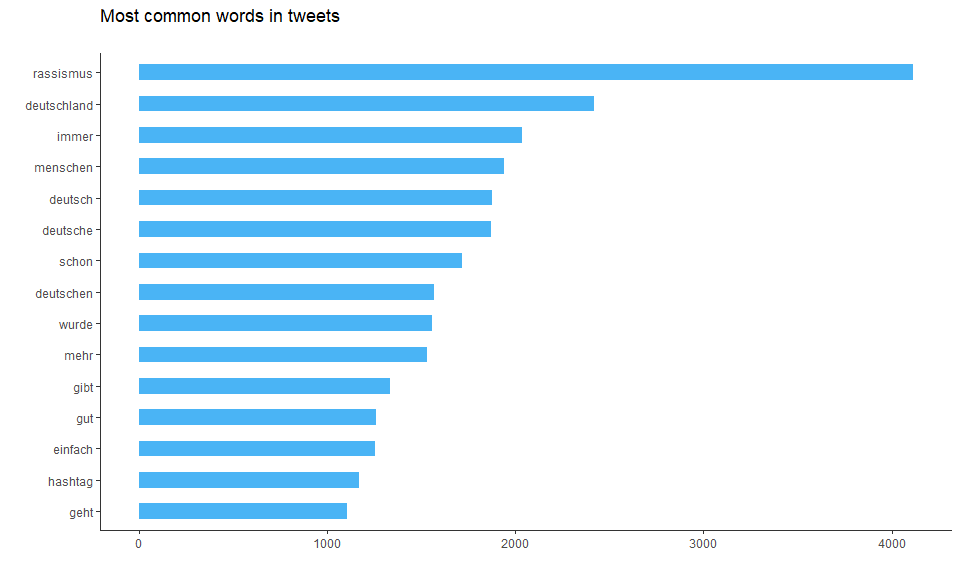 Most common words in tweets
rassismus
deutschland
immer
menschen
deutsch
deutsche
schon
deutschen
wurde
mehr
gibt
gut
einfach
hashtag
geht
0 1000 2000 3000 4000